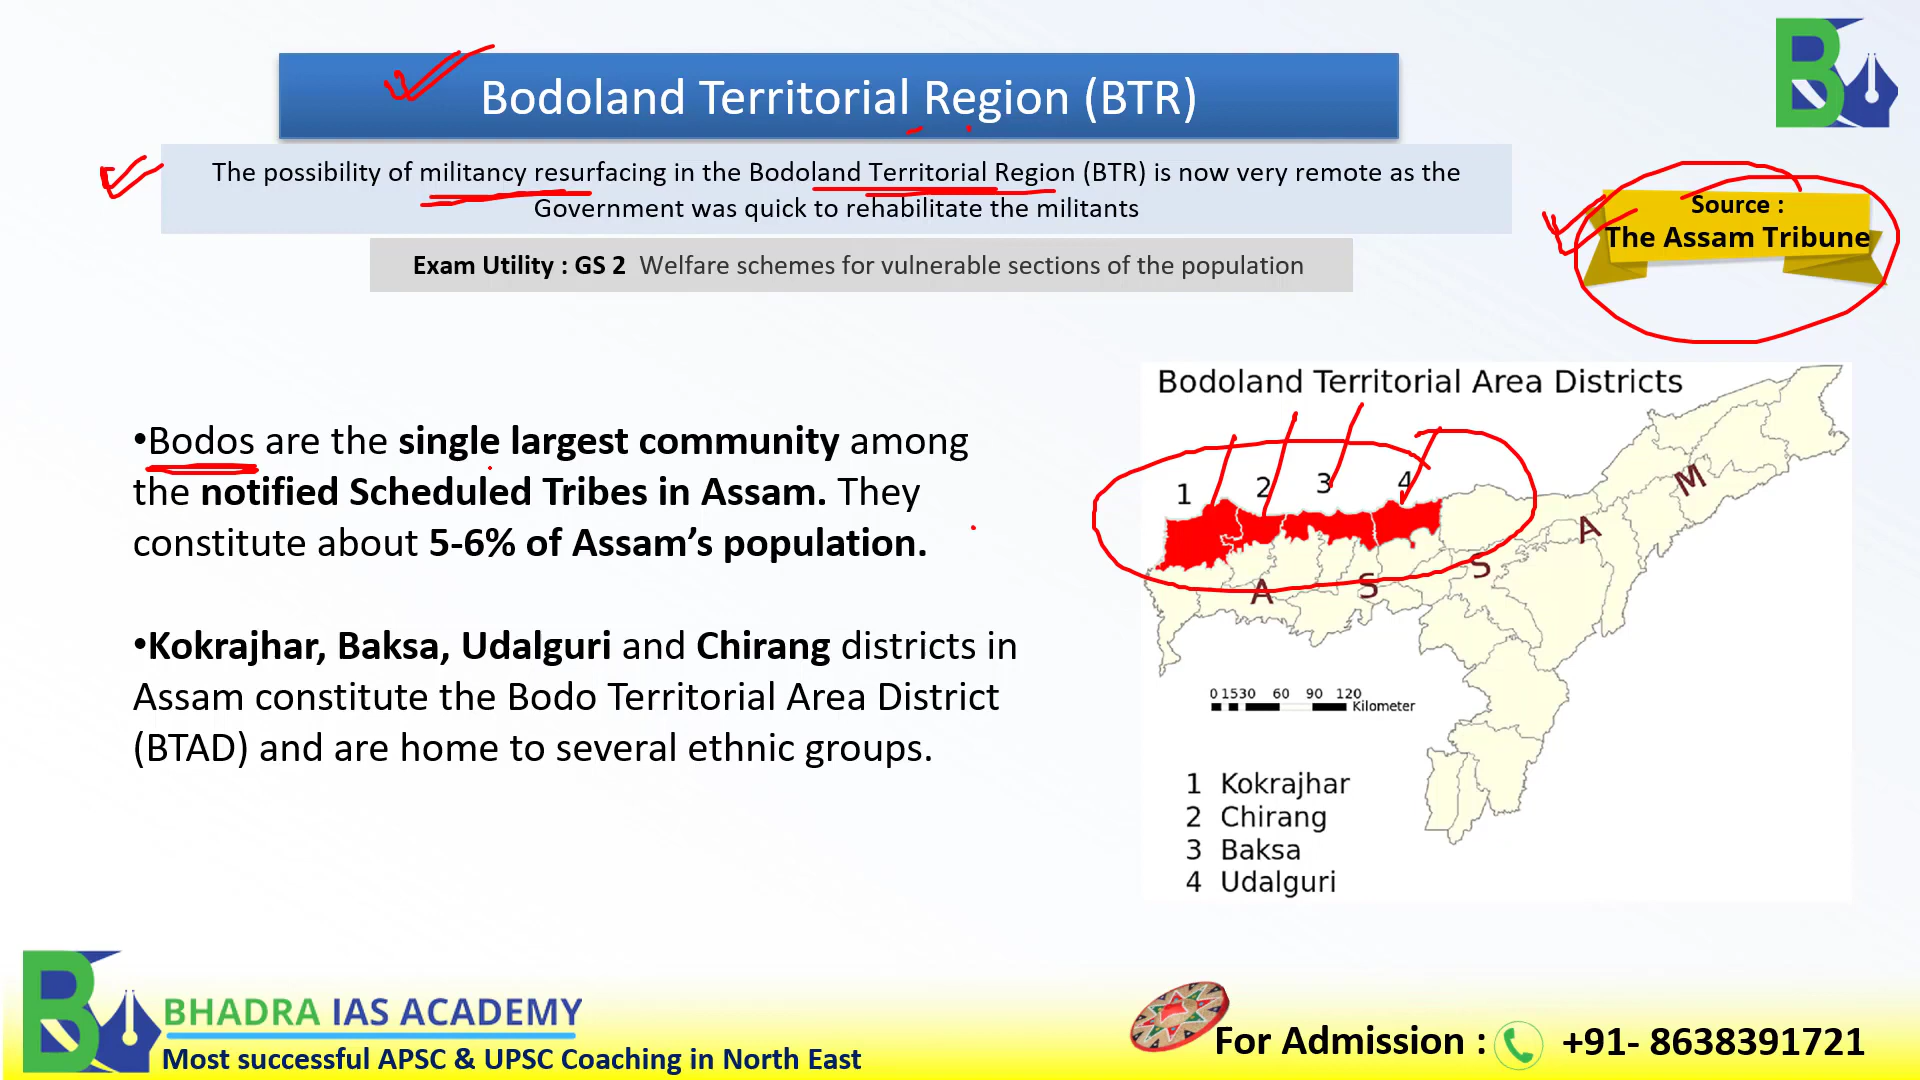 Bodoland Territorial Region (BTR)
The possibility of militancy resurfacing in the Bodoland Territorial Region (BTR) is now very remote as the
Government was quick to rehabilitate the militants
Source :
The Assam Tribune
Exam Utility : GS 2 Welfare schemes for vulnerable sections of the population
•Bodos are the single largest community among
the notified Scheduled Tribes in Assam. They
constitute about 5-6% of Assam’s population.
•Kokrajhar, Baksa, Udalguri and Chirang districts in
Assam constitute the Bodo Territorial Area District
(BTAD) and are home to several ethnic groups.
Bodoland Territorial Area Districts
1 2 3 4
A S S A M
0 15 30 60 90 120
Kilometer
1 Kokrajhar
2 Chirang
3 Baksa
4 Udalguri
BHADRA IAS ACADEMY
Most successful APSC & UPSC Coaching in North East
For Admission : +91- 8638391721